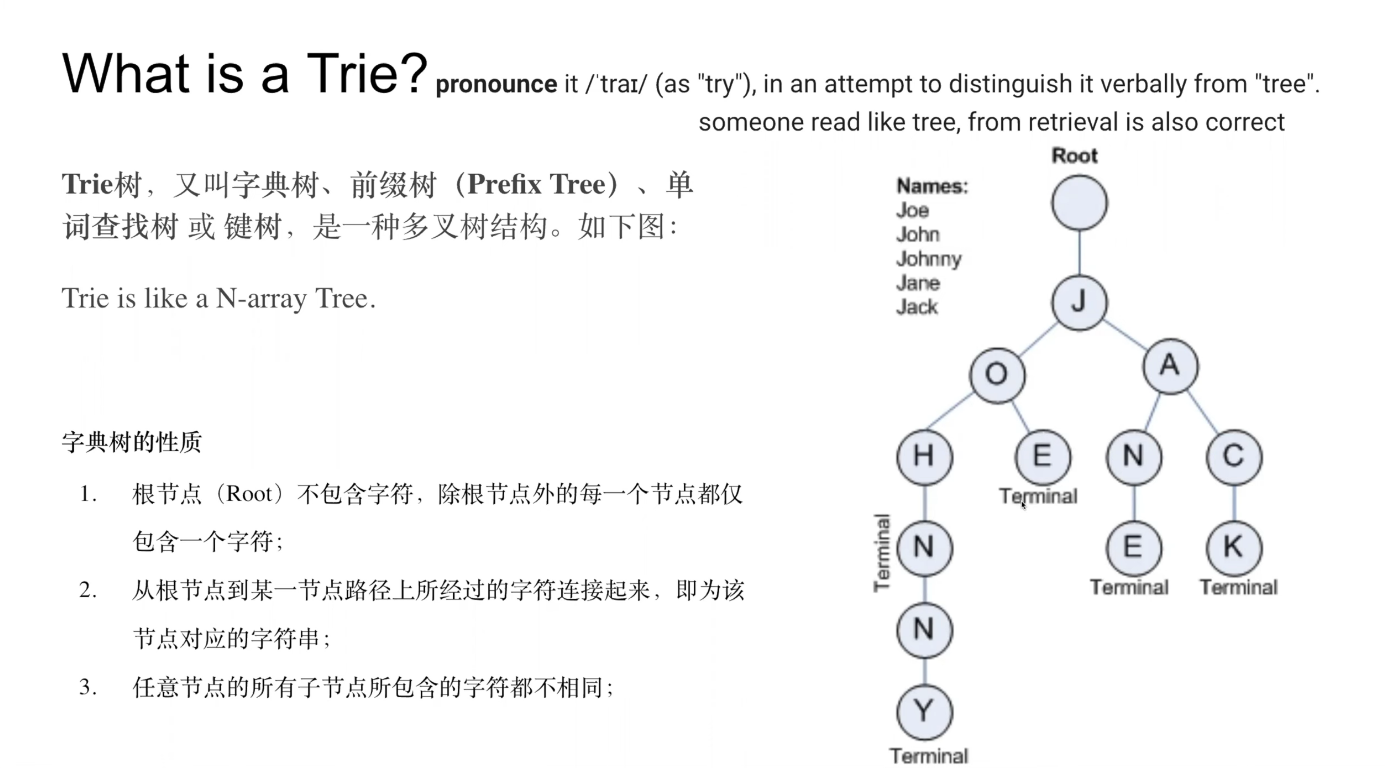 What is a Trie? pronounce it /ˈtraɪ/ (as "try"), in an attempt to distinguish it verbally from "tree".
someone read like tree, from retrieval is also correct
Trie树，又叫字典树、前缀树（Prefix Tree）、单
词查找树 或 键树，是一种多叉树结构。如下图：
Trie is like a N-array Tree.
字典树的性质
1. 根节点（Root）不包含字符，除根节点外的每一个节点都仅
包含一个字符；
2. 从根节点到某一节点路径上所经过的字符连接起来，即为该
节点对应的字符串；
3. 任意节点的所有子节点所包含的字符都不相同；
Root
Names:
Joe
John
Johnny
Jane
Jack
J
O
A
H
E
N
C
Terminal
Terminal
N
E
K
Terminal
Terminal
N
Y
Terminal